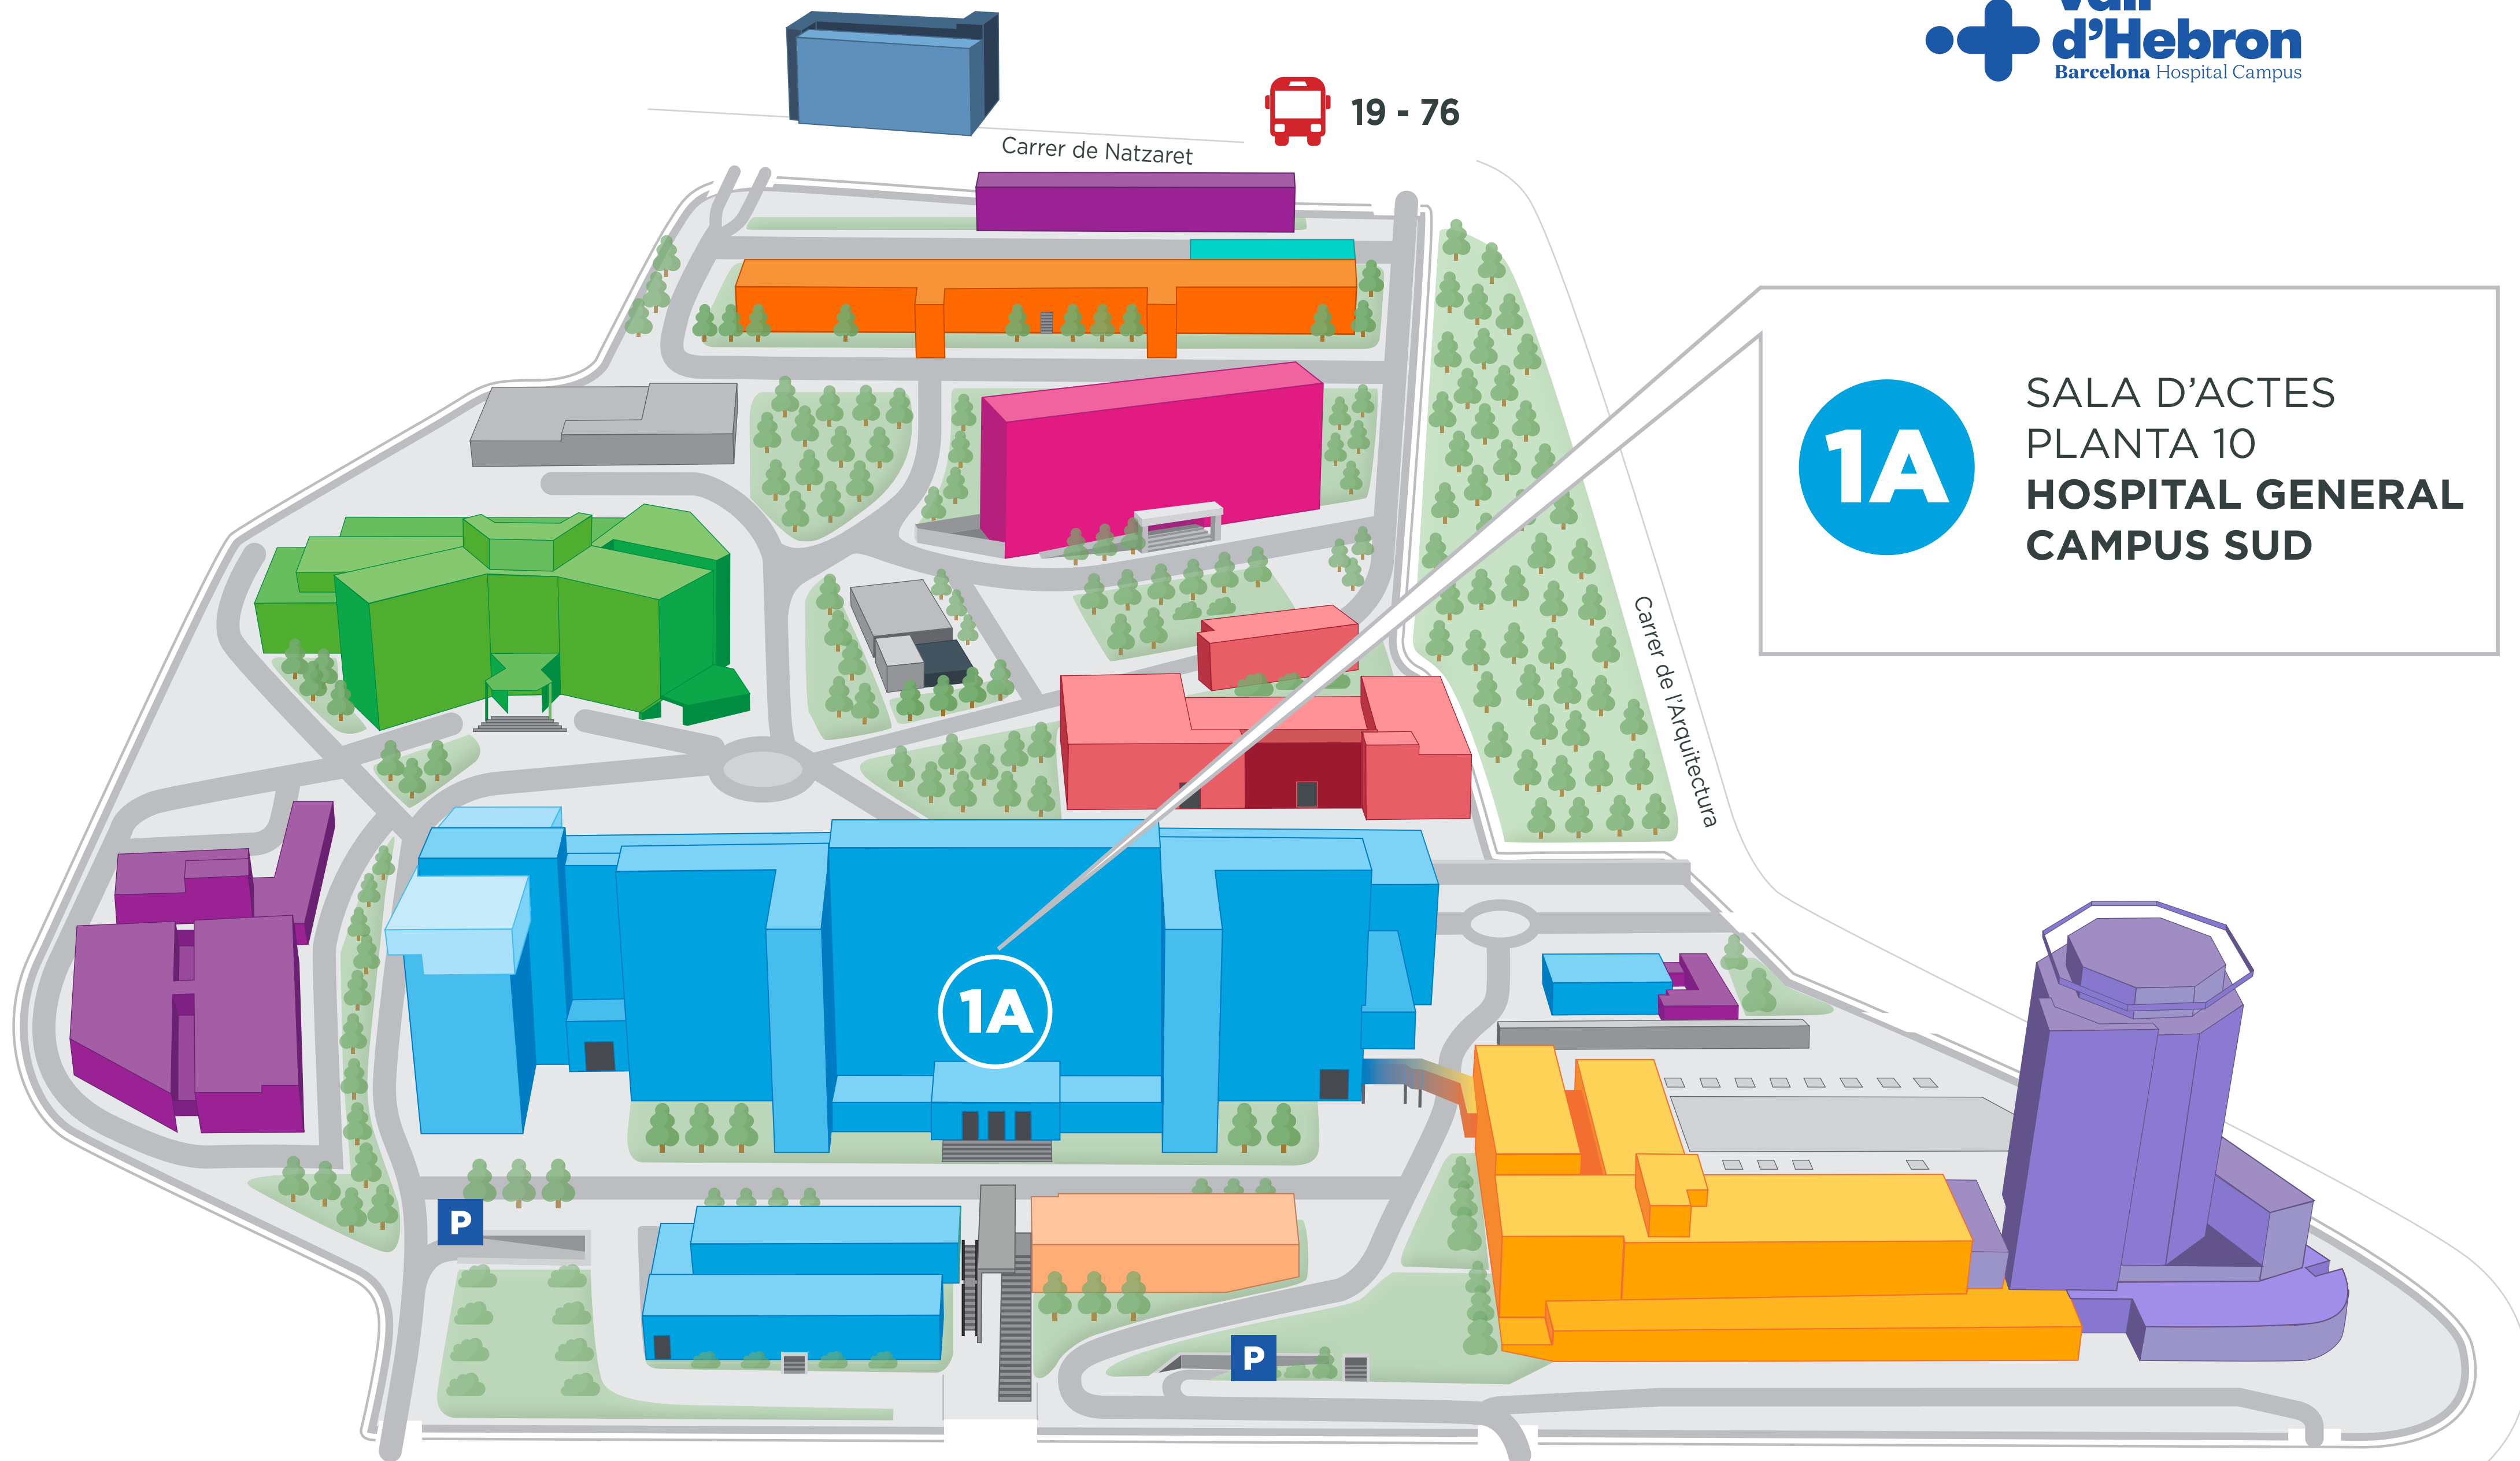 Vall
d'Hebron
Barcelona Hospital Campus
19 - 76
Carrer de Natzaret
1A
SALA D'ACTES
PLANTA 10
HOSPITAL GENERAL
CAMPUS SUD
Carrer de l'Arquitectura
1A
P
P